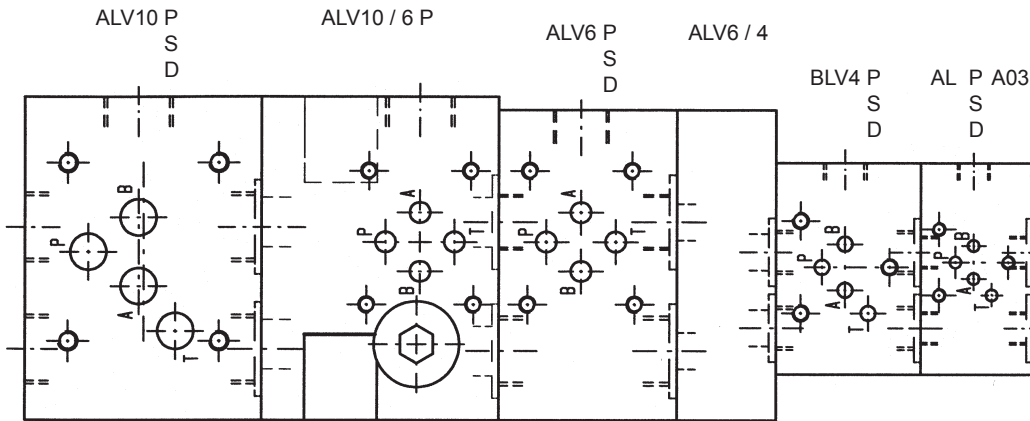 ALV10 P
S
D
ALV10 / 6 P
ALV6 P
S
D
ALV6 / 4
BLV4 P
S
D
AL P A03
S
D
B
P
A
T
A
P
T
B
A
P
T
B
B
P
A
T
B
P
A
T